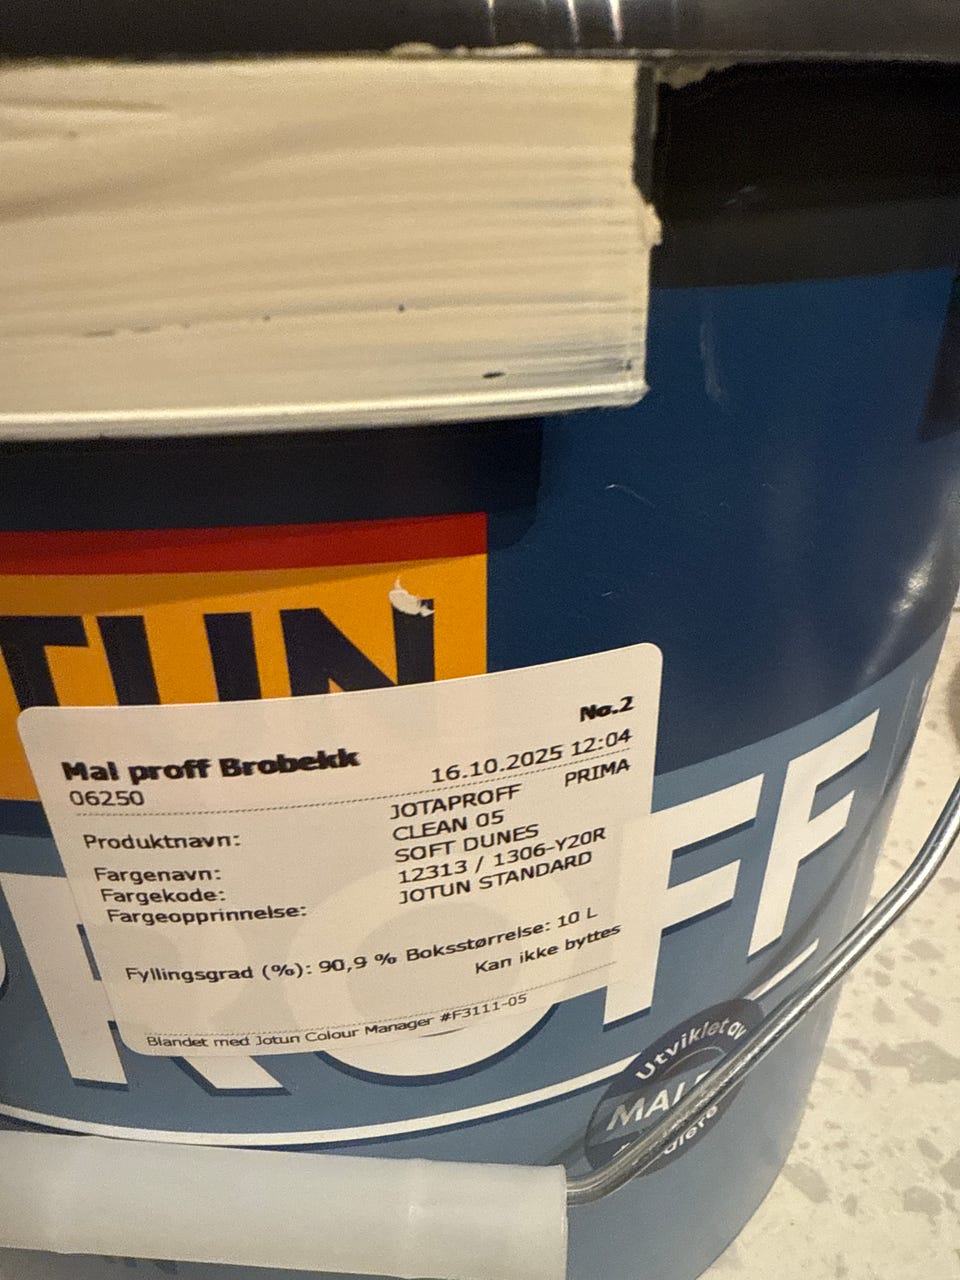 TUN
No.2
Mal proff Brobekk
16.10.2025 12:04
06250
Produktnavn: JOTAPROFF PRIMA
CLEAN 05
Fargenavn: SOFT DUNES
Fargekode: 12313 / 1306-Y20R
Fargeopprinnelse: JOTUN STANDARD
Fyllingsgrad (%): 90,9 % Boksstørrelse: 10 L
Kan ikke byttes
Blandet med Jotun Colour Manager #F3111-05
ROFF
Utviklet av